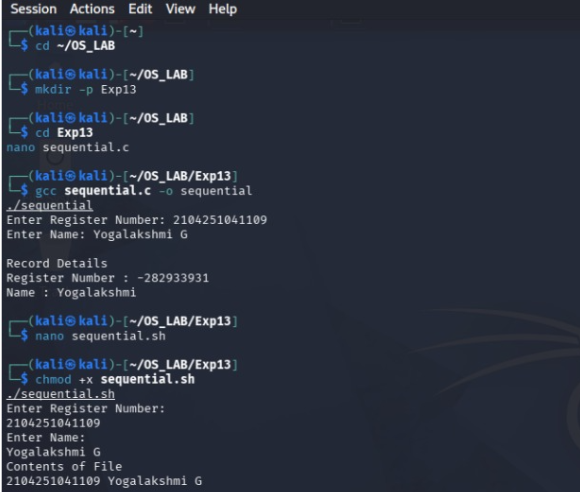 Session Actions Edit View Help
┌──(kali㉿kali)-[~]
└─$ cd ~/OS_LAB
┌──(kali㉿kali)-[~/OS_LAB]
└─$ mkdir -p Exp13
┌──(kali㉿kali)-[~/OS_LAB]
└─$ cd Exp13
nano sequential.c
┌──(kali㉿kali)-[~/OS_LAB/Exp13]
└─$ gcc sequential.c -o sequential
./sequential
Enter Register Number: 2104251041109
Enter Name: Yogalakshmi G
Record Details
Register Number : -282933931
Name : Yogalakshmi
┌──(kali㉿kali)-[~/OS_LAB/Exp13]
└─$ nano sequential.sh
┌──(kali㉿kali)-[~/OS_LAB/Exp13]
└─$ chmod +x sequential.sh
./sequential.sh
Enter Register Number:
2104251041109
Enter Name:
Yogalakshmi G
Contents of File
2104251041109 Yogalakshmi G